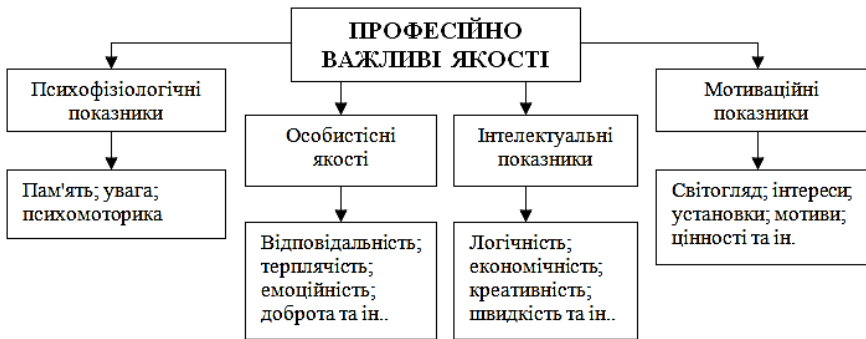 ПРОФЕСІЙНО
ВАЖЛИВІ ЯКОСТІ
Психофізіологічні
показники
Особистісні
якості
Інтелектуальні
показники
Мотиваційні
показники
Пам'ять; увага;
психомоторика
Відповідальність;
терплячість;
емоційність;
доброта та ін..
Логічність;
економічність;
креативність;
швидкість та ін..
Світогляд; інтереси;
установки; мотиви;
цінності та ін.